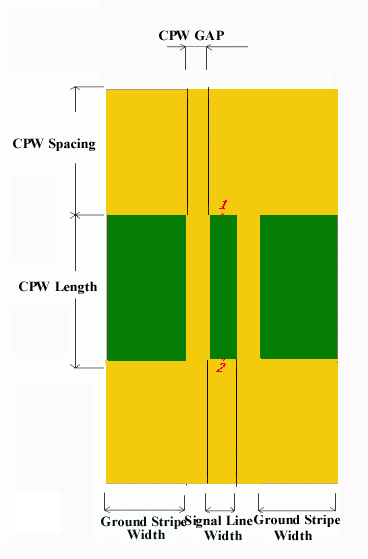 CPW GAP
CPW Spacing
1
CPW Length
2
Ground Stripe
Width
Signal Line
Width
Ground Stripe
Width